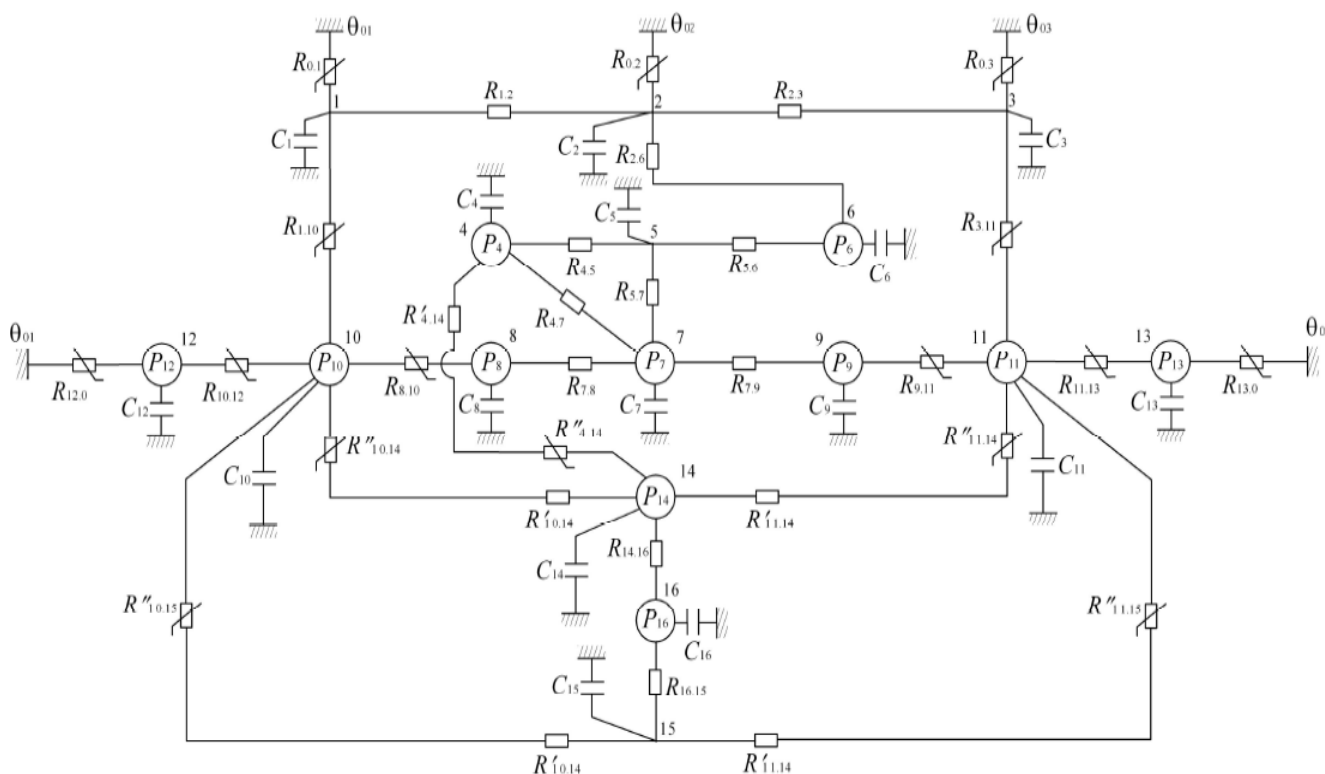 θ01 θ02 θ03
R0.1 R0.2 R0.3
1 R1.2 2 R2.3 3
C1 C2 R2.6 C3
C4 C5 6
R1.10 4 P4 R4.5 5 R5.6 P6 C6 R3.11
R'4.14 R4.7 R5.7
θ01 12 10 8 7 9 11 13 θ0
R12.0 P12 R10.12 P10 R8.10 P8 R7.8 P7 R7.9 P9 R9.11 P11 R11.13 P13 R13.0
C12 C8 C7 C9 C13
R"10.14 R"4.14 R"11.14
C10 14 C11
R'10.14 P14 R'11.14
C14 R14.16
R"10.15 16 R"11.15
P16 C16
C15 R16.15
15
R'10.14 R'11.14